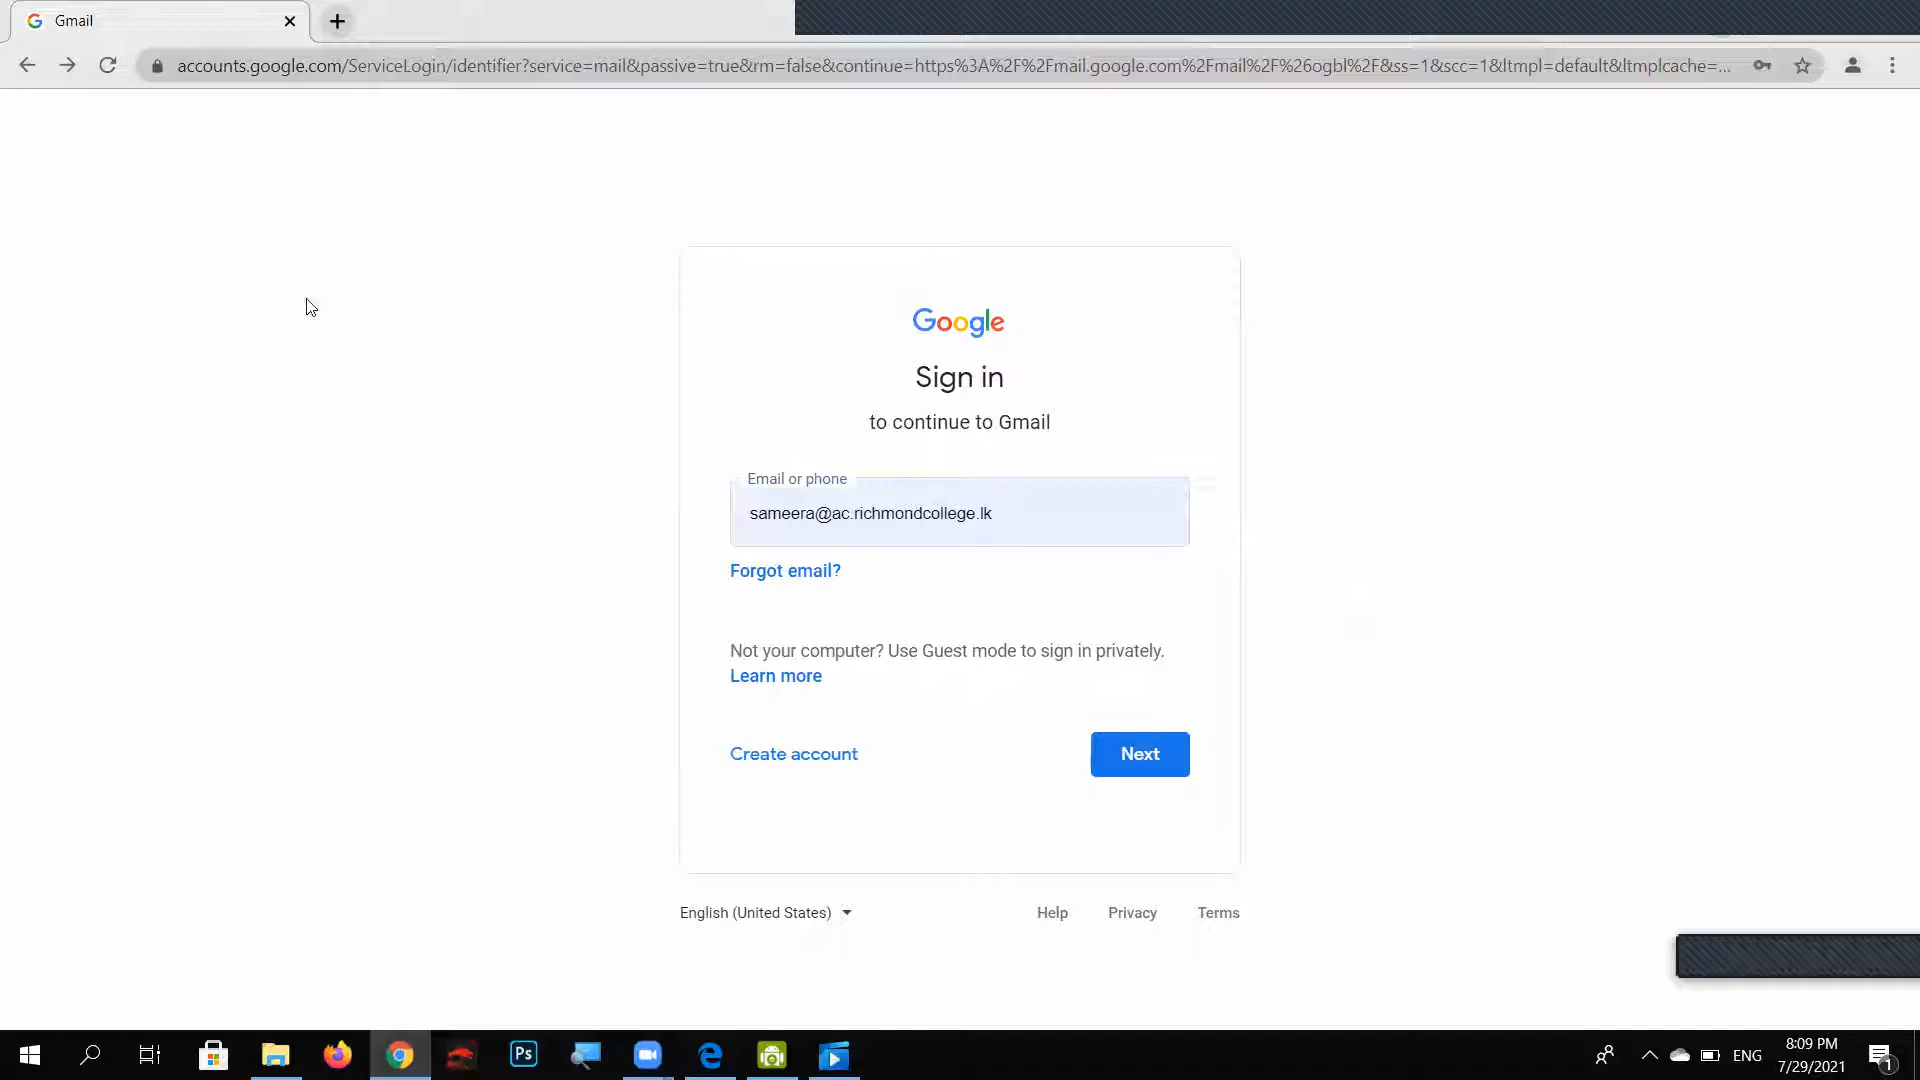 Gmail
accounts.google.com/ServiceLogin/identifier?service=mail&passive=true&rm=false&continue=https%3A%2F%2Fmail.google.com%2Fmail%2F%26ogbl%2F&ss=1&scc=1&ltmpl=default&ltmplcache=...
Google
Sign in
to continue to Gmail
Email or phone
sameera@ac.richmondcollege.lk
Forgot email?
Not your computer? Use Guest mode to sign in privately.
Learn more
Create account
Next
English (United States)
Help
Privacy
Terms
Ps
ENG
8:09 PM
7/29/2021
1